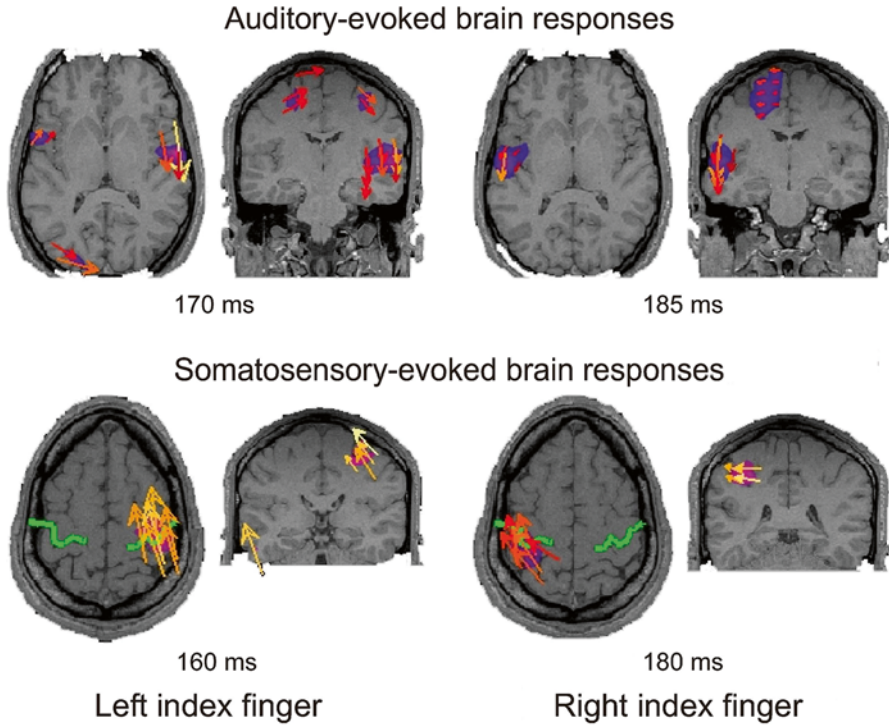 Auditory-evoked brain responses
170 ms
185 ms
Somatosensory-evoked brain responses
160 ms
180 ms
Left index finger
Right index finger